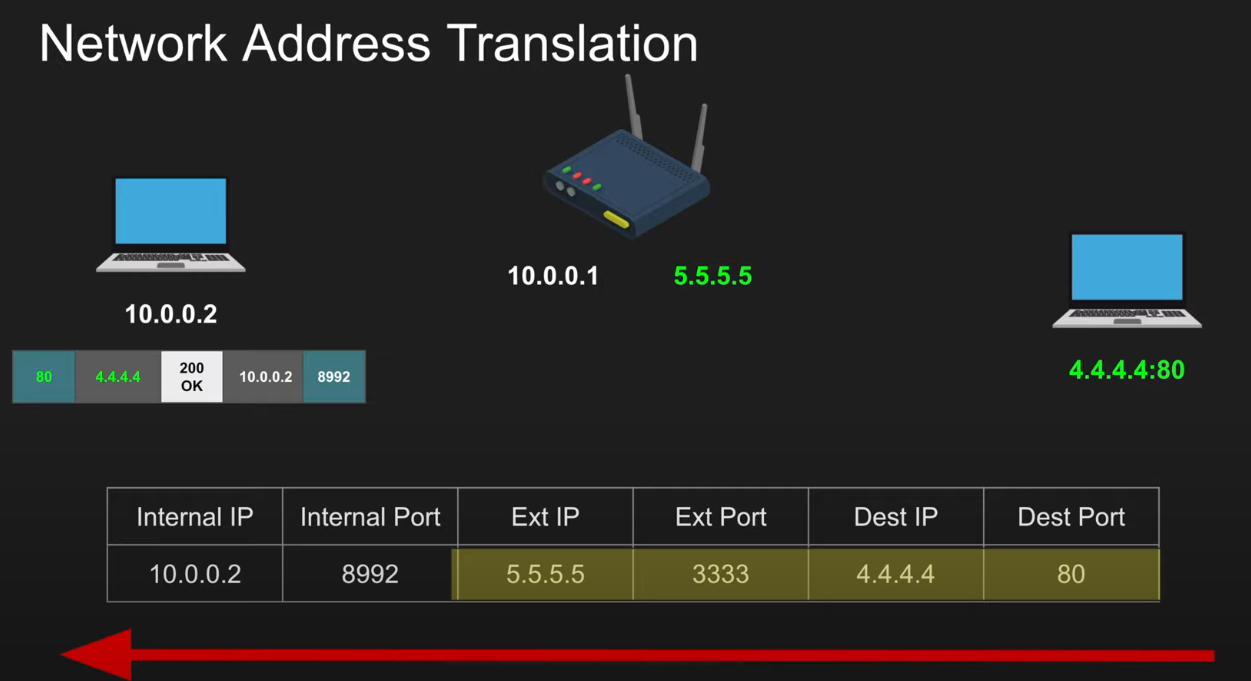 Network Address Translation
10.0.0.1 5.5.5.5
10.0.0.2
4.4.4.4:80
80 4.4.4.4 200 OK 10.0.0.2 8992
Internal IP Internal Port Ext IP Ext Port Dest IP Dest Port
10.0.0.2 8992 5.5.5.5 3333 4.4.4.4 80